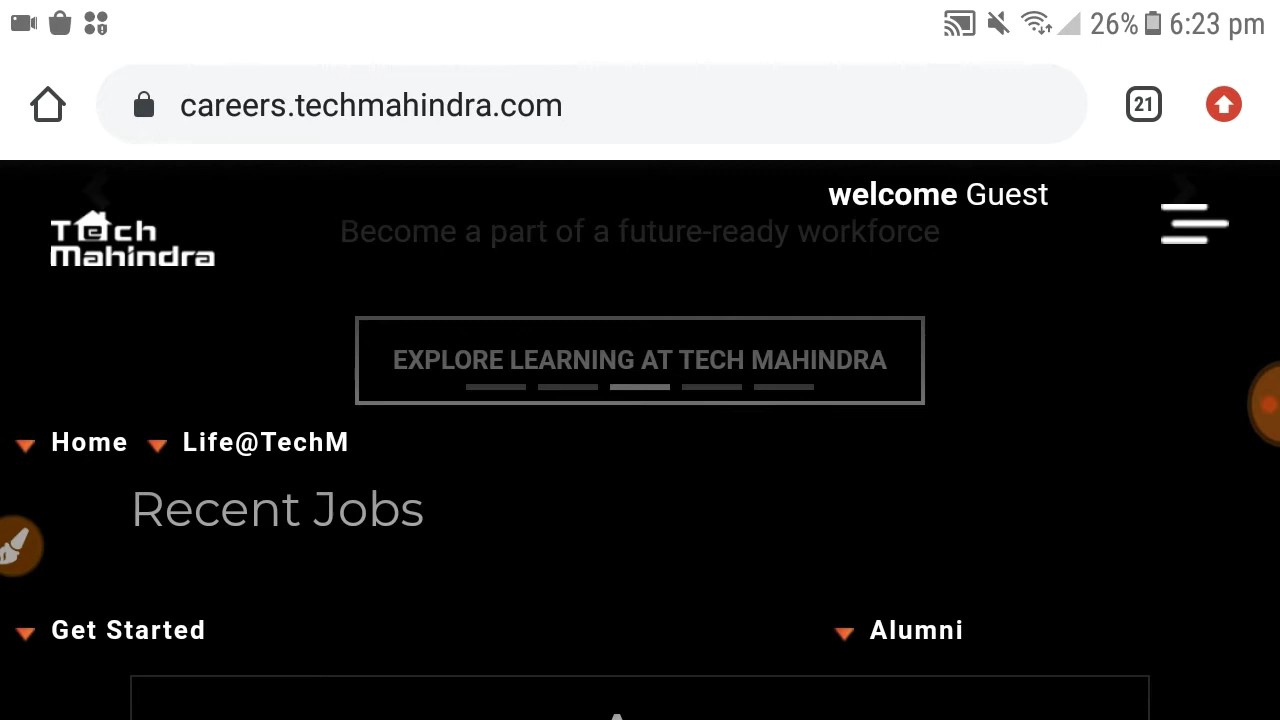 26% 6:23 pm
careers.techmahindra.com
21
welcome Guest
Tech
Mahindra
Become a part of a future-ready workforce
EXPLORE LEARNING AT TECH MAHINDRA
Home Life@TechM
Recent Jobs
Get Started Alumni